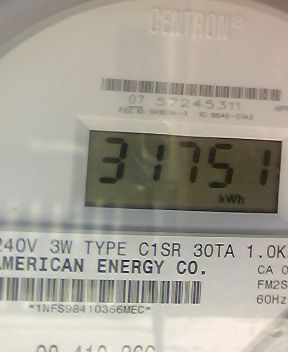 CENTRON®
07 57245311
31751
kWh
240V 3W TYPE C1SR 30TA 1.0K
AMERICAN ENERGY CO.
CA 0
FM2S
60Hz
*1NFS98410366MEC*